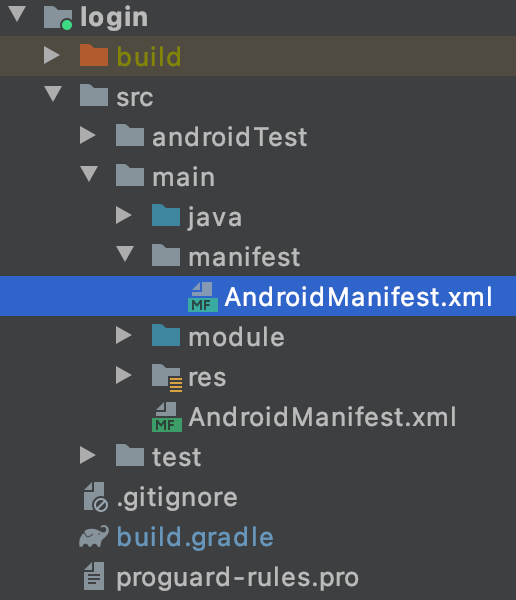 login
build
src
androidTest
main
java
manifest
MF AndroidManifest.xml
module
res
MF AndroidManifest.xml
test
.gitignore
build.gradle
proguard-rules.pro